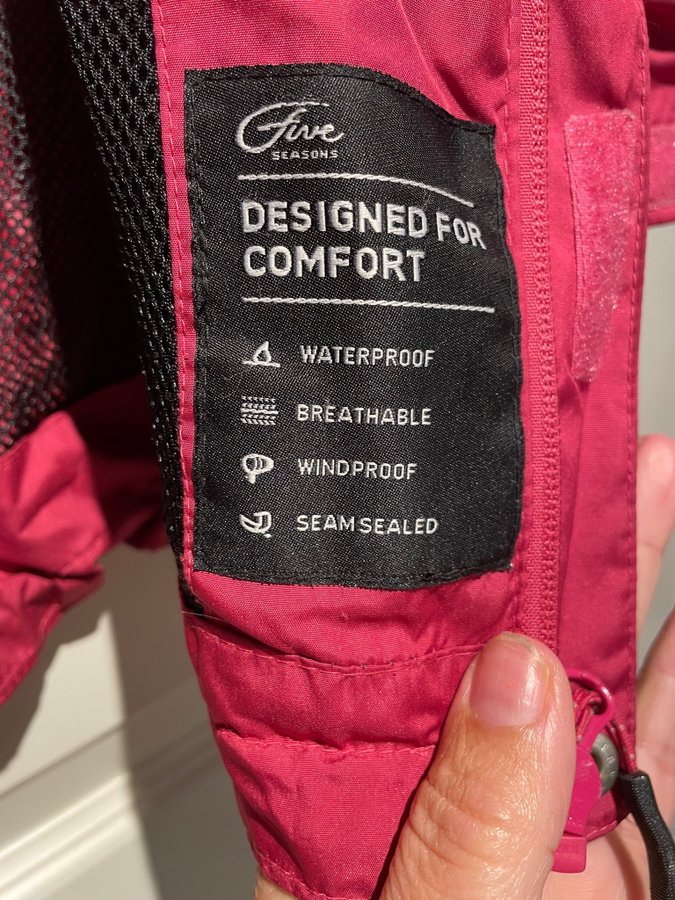 Five
SEASONS
DESIGNED FOR
COMFORT
WATERPROOF
BREATHABLE
WINDPROOF
SEAM SEALED